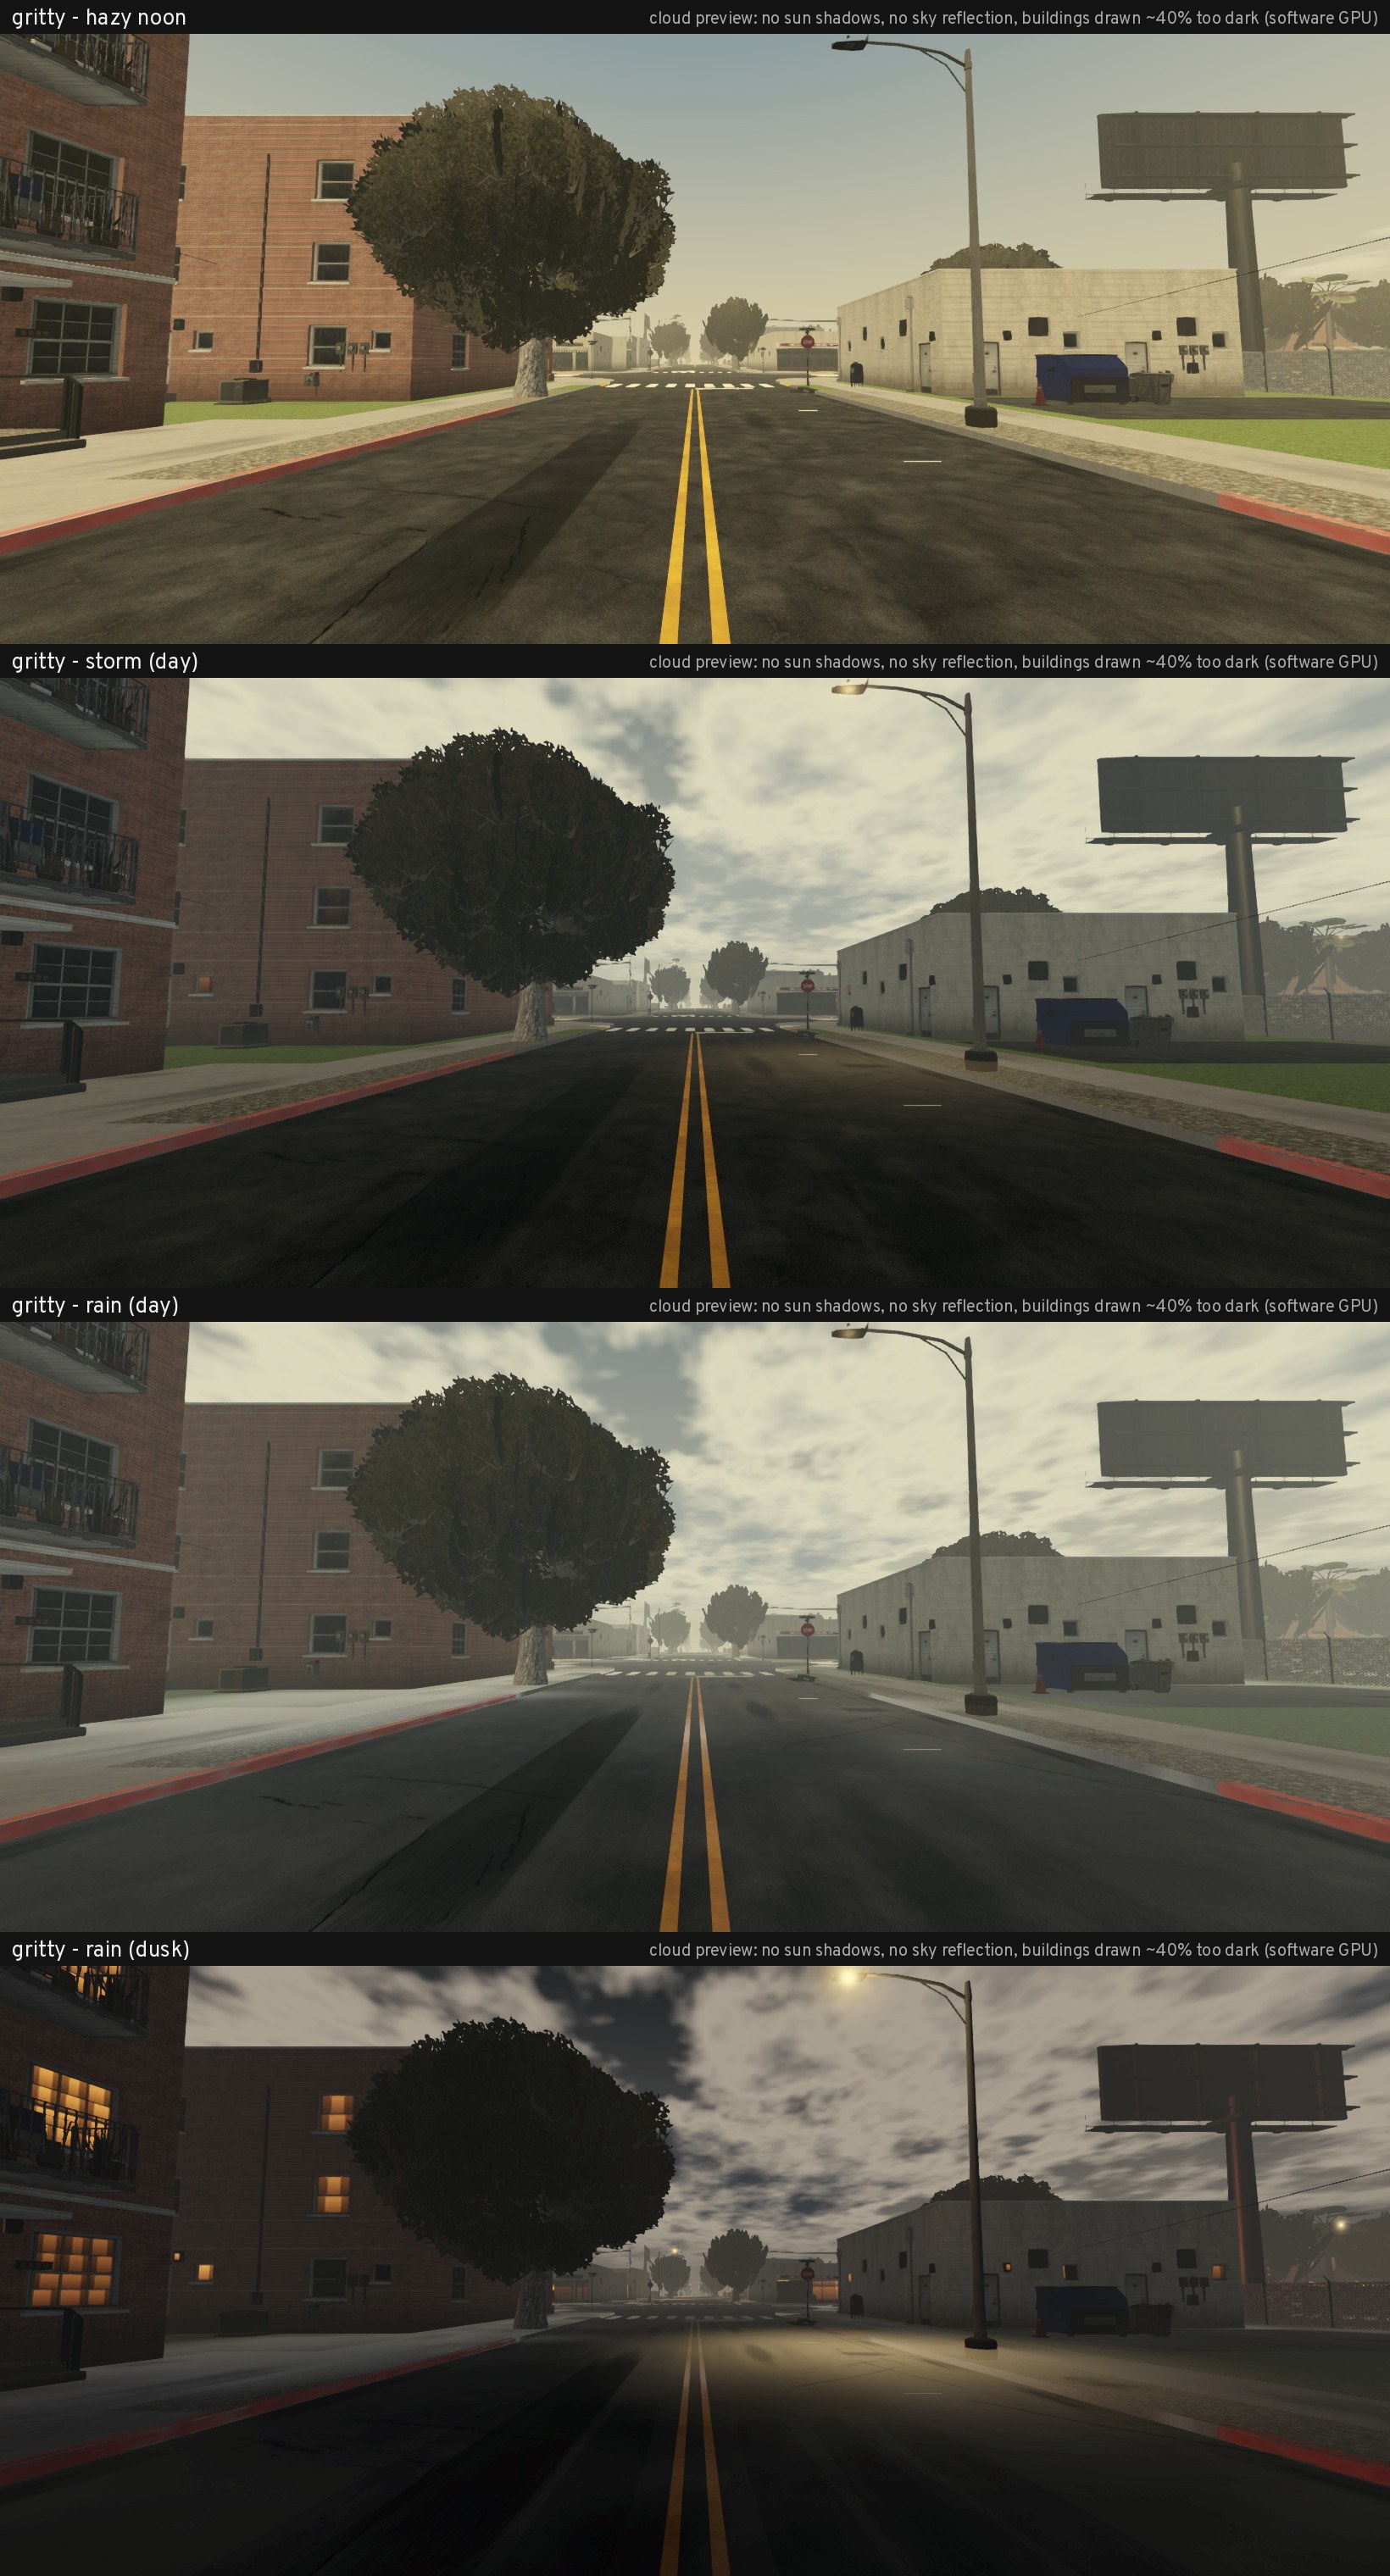 gritty - hazy noon
cloud preview: no sun shadows, no sky reflection, buildings drawn ~40% too dark (software GPU)
STOP
gritty - storm (day)
cloud preview: no sun shadows, no sky reflection, buildings drawn ~40% too dark (software GPU)
STOP
gritty - rain (day)
cloud preview: no sun shadows, no sky reflection, buildings drawn ~40% too dark (software GPU)
STOP
gritty - rain (dusk)
cloud preview: no sun shadows, no sky reflection, buildings drawn ~40% too dark (software GPU)